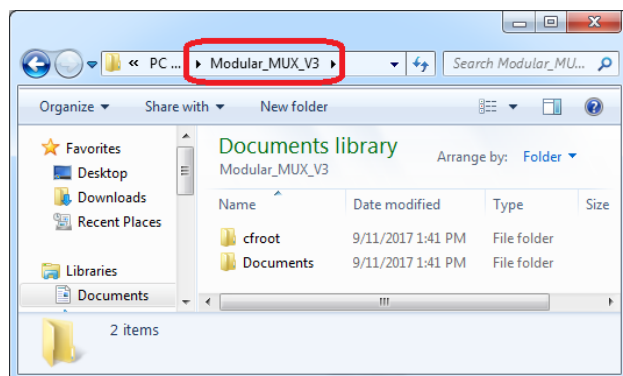 « PC ... ▸ Modular_MUX_V3 ▸ Search Modular_MU...
Organize ▾ Share with ▾ New folder
Favorites
Desktop
Downloads
Recent Places
Libraries
Documents
Documents library
Modular_MUX_V3
Arrange by: Folder ▾
Name Date modified Type Size
cfroot 9/11/2017 1:41 PM File folder
Documents 9/11/2017 1:41 PM File folder
2 items